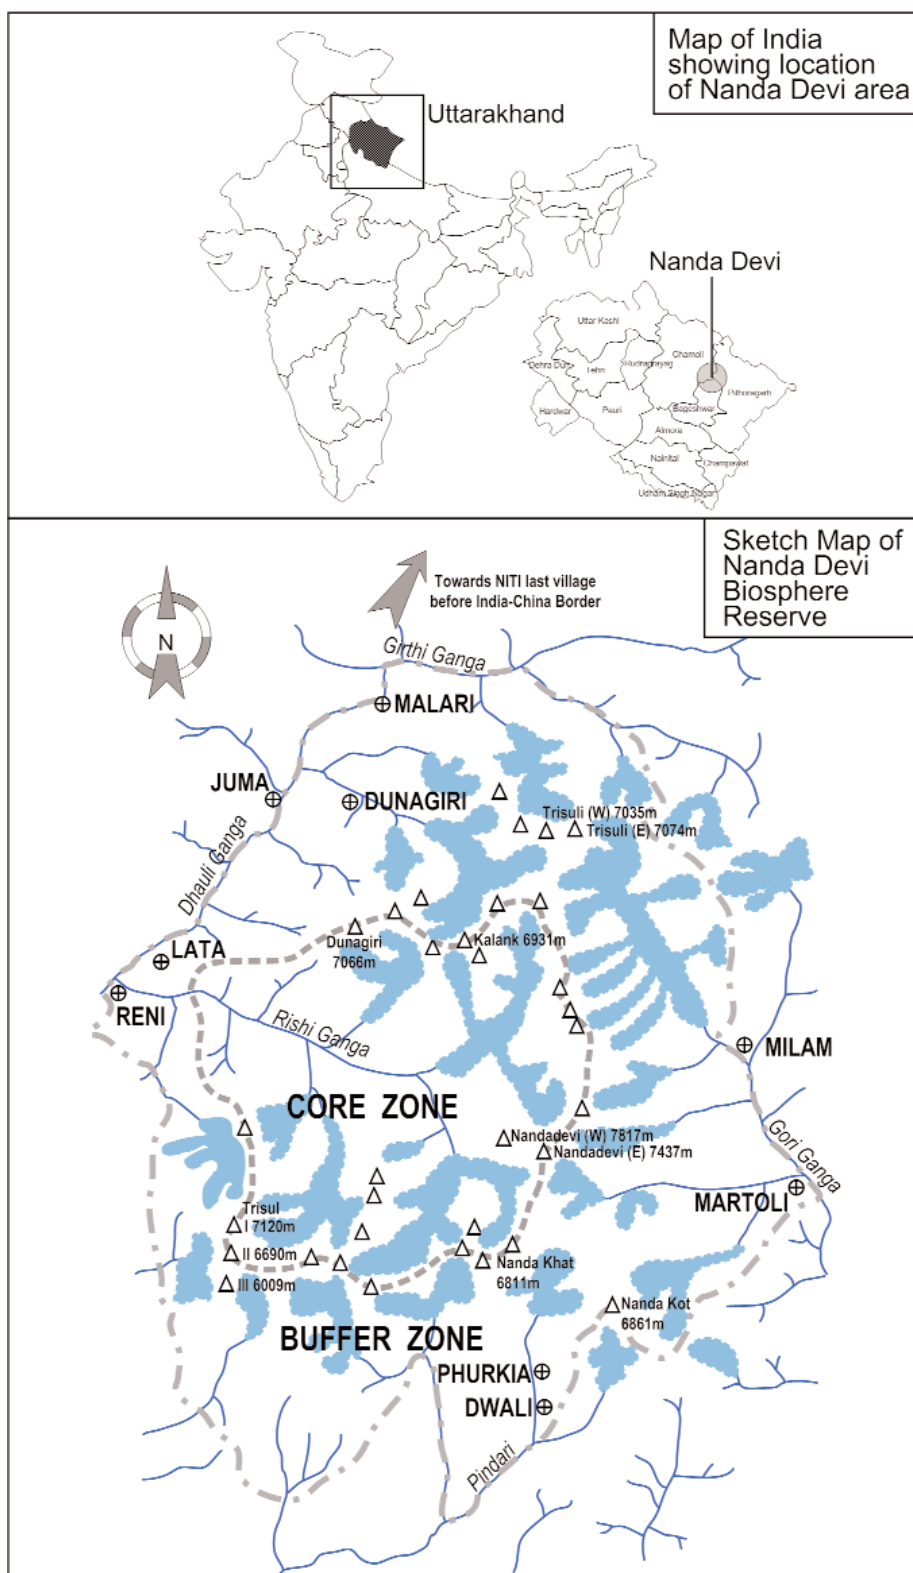 Map of India
showing location
of Nanda Devi area
Uttarakhand
Nanda Devi
Uttar Kashi
Chamoli
Dehra Dun
Tehri
Rudraprayag
Pithoragarh
Hardwar
Pauri
Bageshwar
Almora
Nainital
Champawat
Udham Singh Nagar
Sketch Map of
Nanda Devi
Biosphere
Reserve
Towards NITI last village
before India-China Border
N
Girthi Ganga
MALARI
JUMA
DUNAGIRI
Trisuli (W) 7035m
Trisuli (E) 7074m
Dhauli Ganga
LATA
Dunagiri
7066m
Kalank 6931m
RENI
Rishi Ganga
MILAM
CORE ZONE
Nandadevi (W) 7817m
Nandadevi (E) 7437m
Gori Ganga
MARTOLI
Trisul
I 7120m
II 6690m
III 6009m
Nanda Khat
6811m
Nanda Kot
6861m
BUFFER ZONE
PHURKIA
DWALI
Pindari